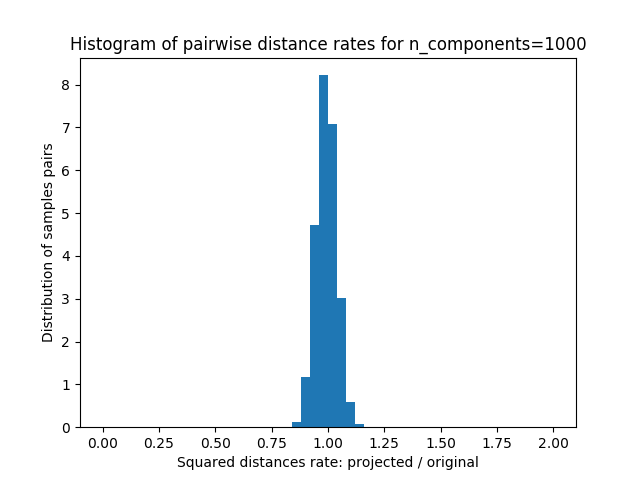 Histogram of pairwise distance rates for n_components=1000
Distribution of samples pairs
8
7
6
5
4
3
2
1
0
0.00 0.25 0.50 0.75 1.00 1.25 1.50 1.75 2.00
Squared distances rate: projected / original